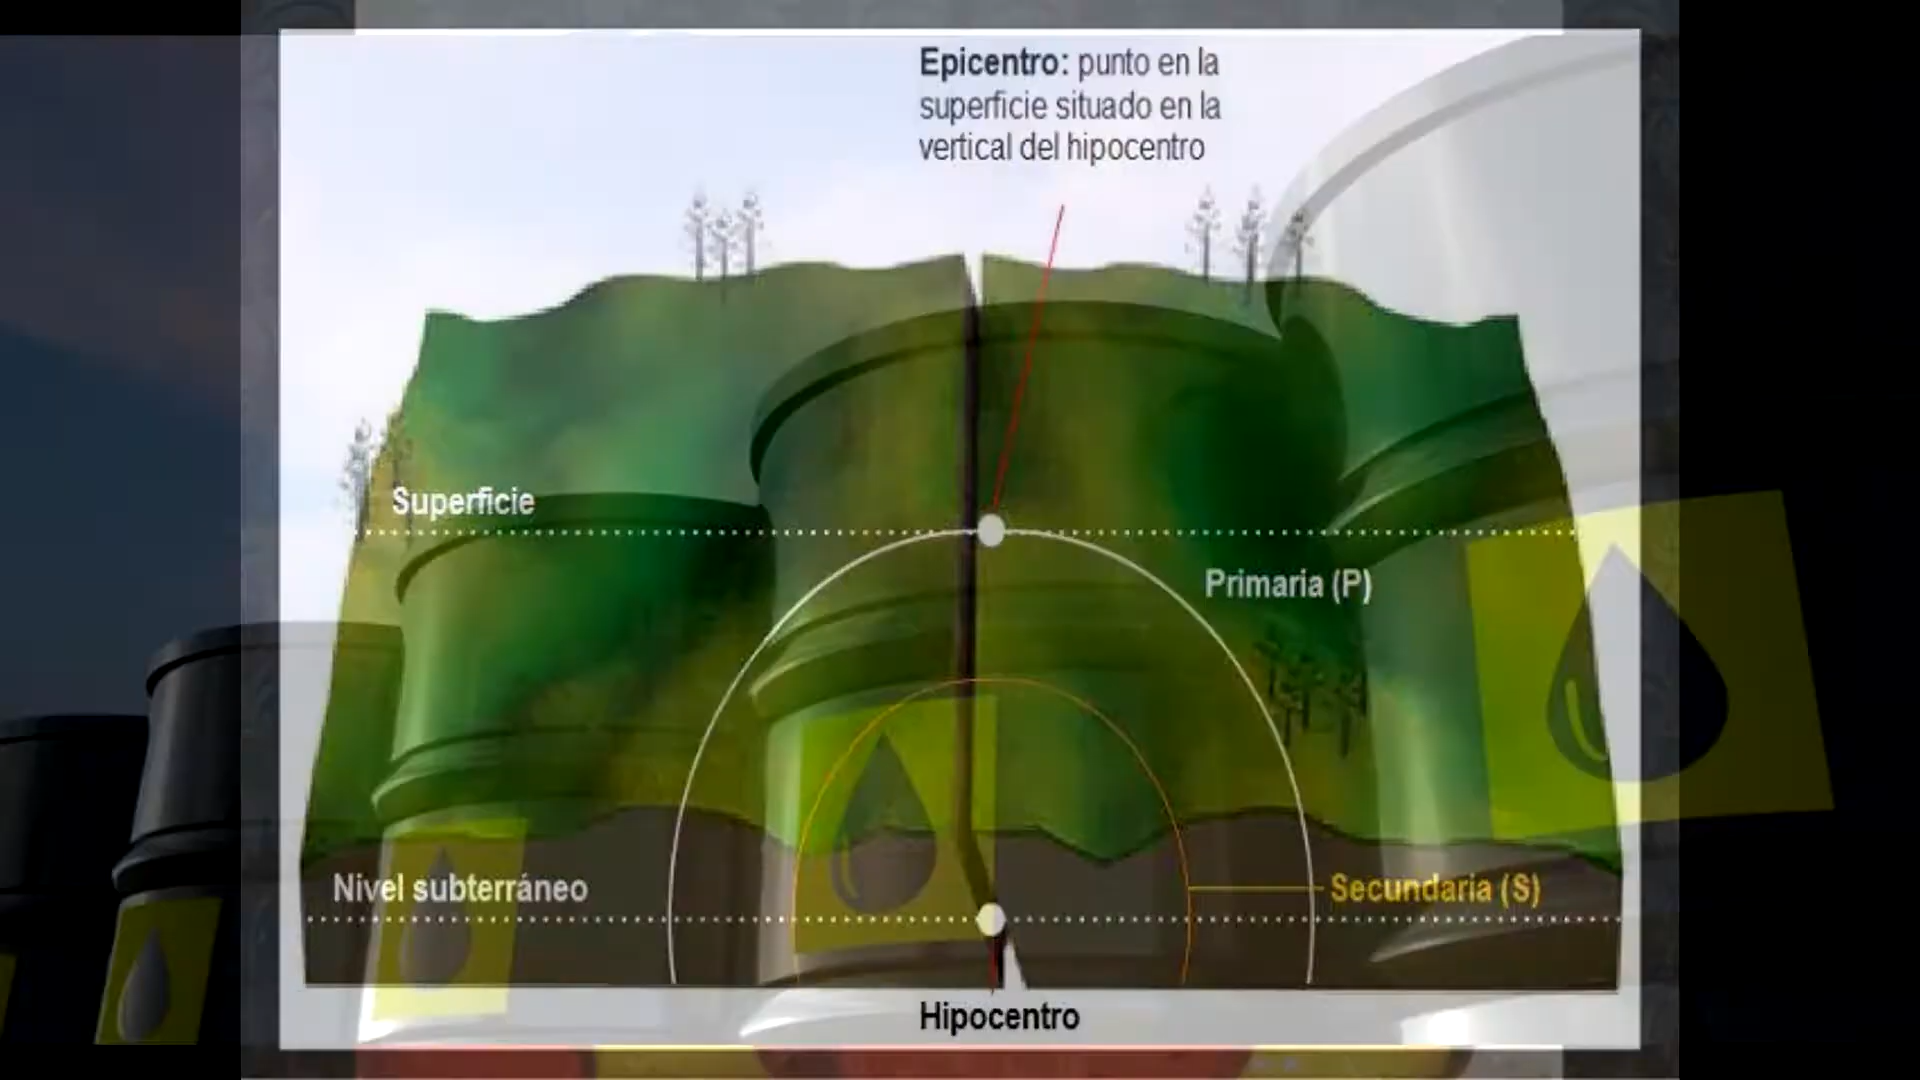 Epicentro: punto en la
superficie situado en la
vertical del hipocentro
Superficie
Primaria (P)
Nivel subterráneo
Secundaria (S)
Hipocentro